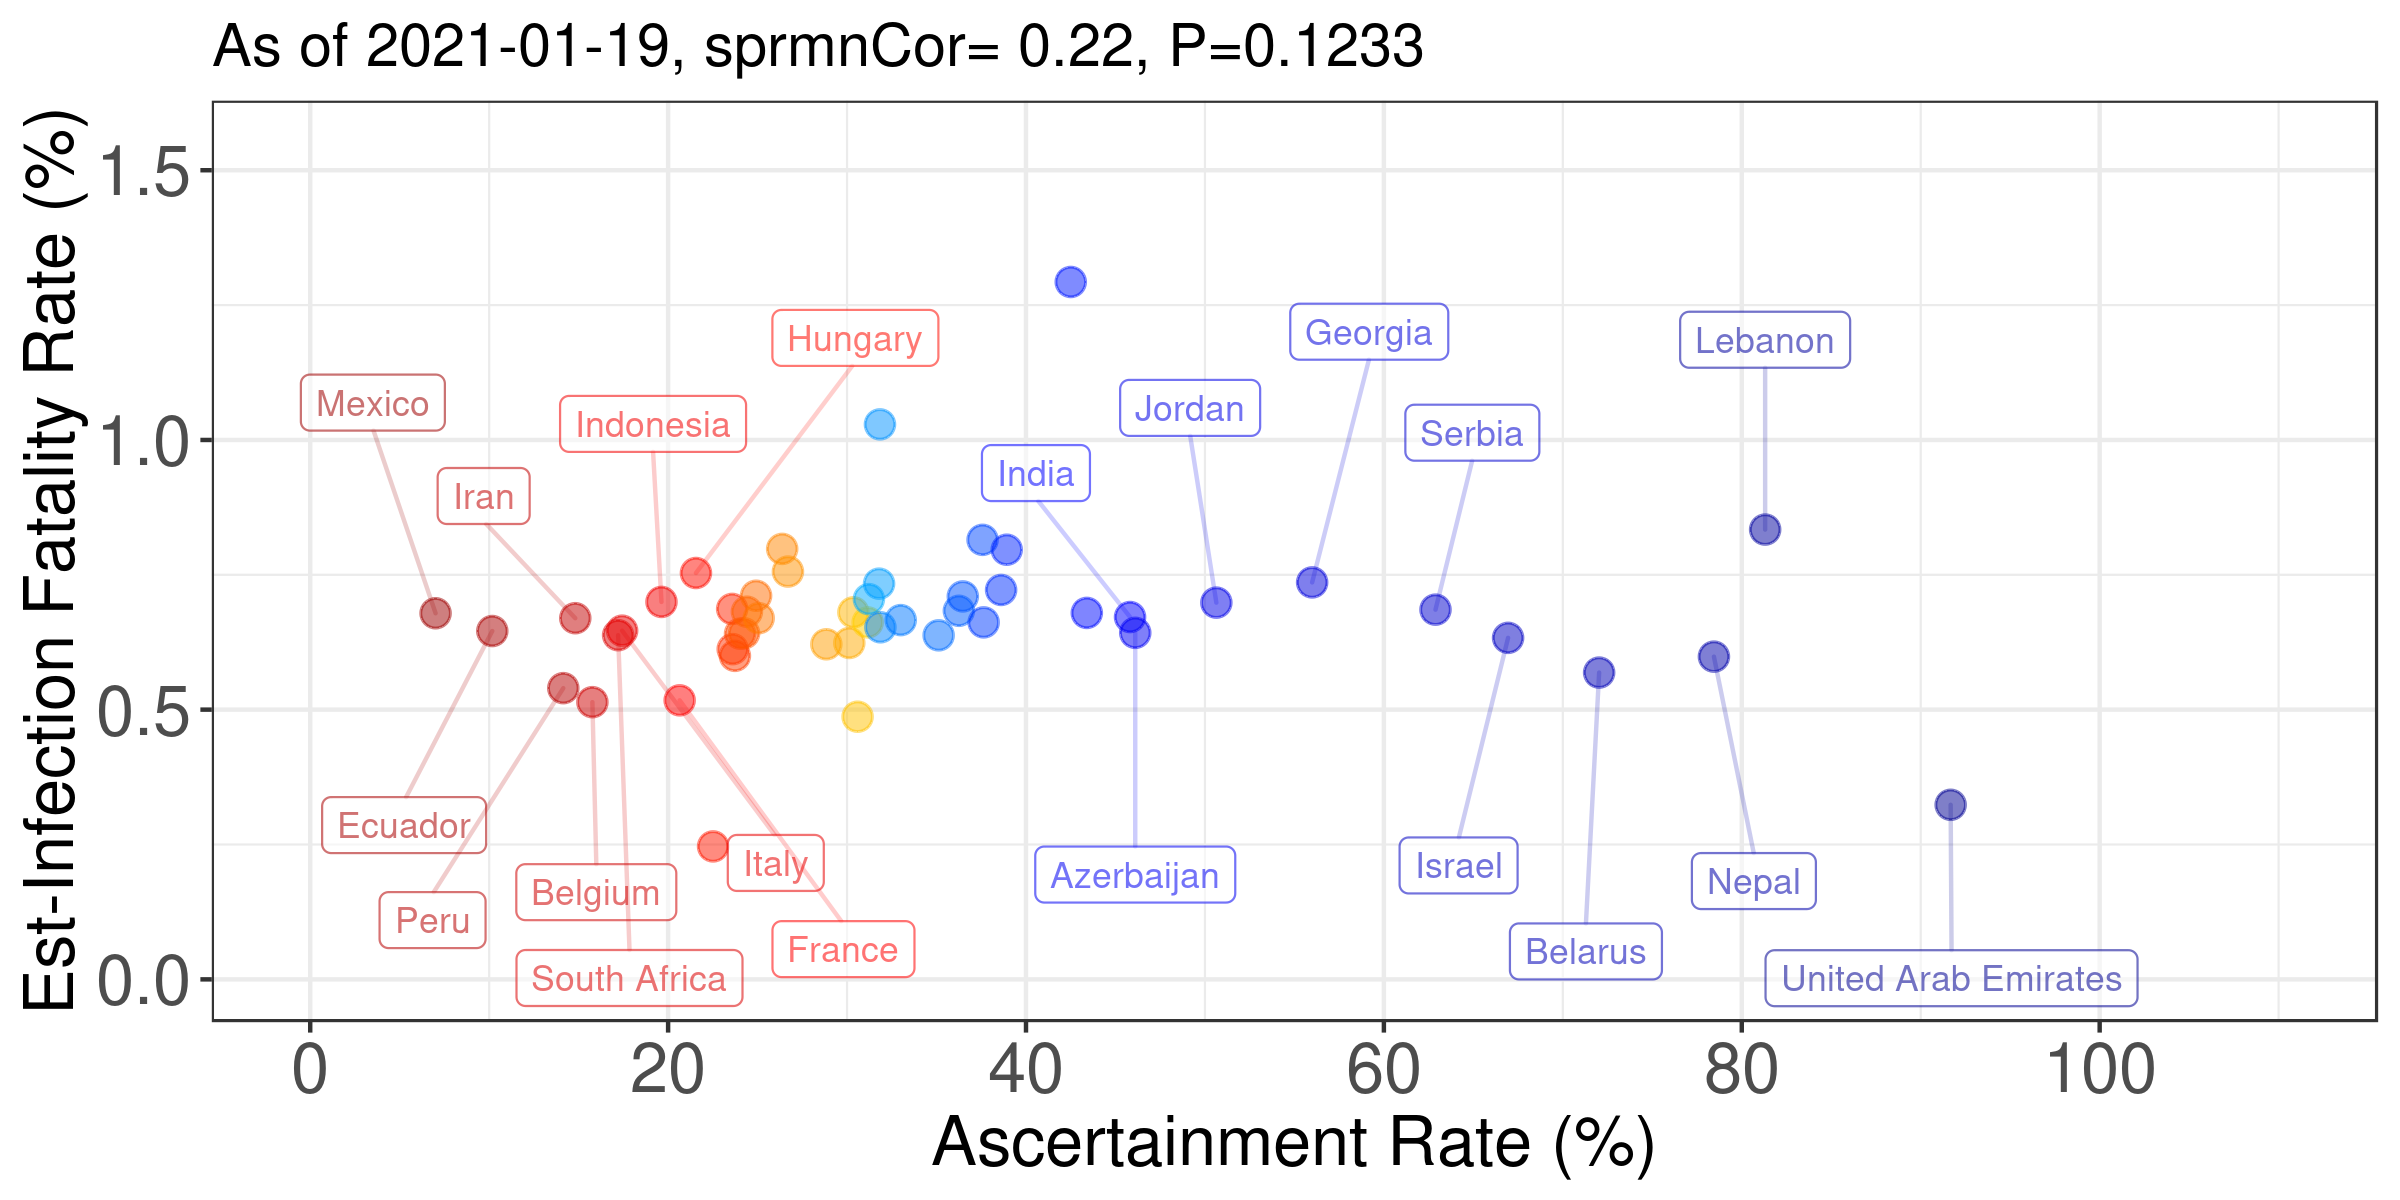 As of 2021-01-19, sprmnCor= 0.22, P=0.1233
Est-Infection Fatality Rate (%)
1.5
1.0
0.5
0.0
Hungary
Georgia
Lebanon
Mexico
Indonesia
Jordan
Serbia
Iran
India
Ecuador
Italy
Israel
Azerbaijan
Nepal
Belgium
Peru
France
Belarus
South Africa
United Arab Emirates
0 20 40 60 80 100
Ascertainment Rate (%)